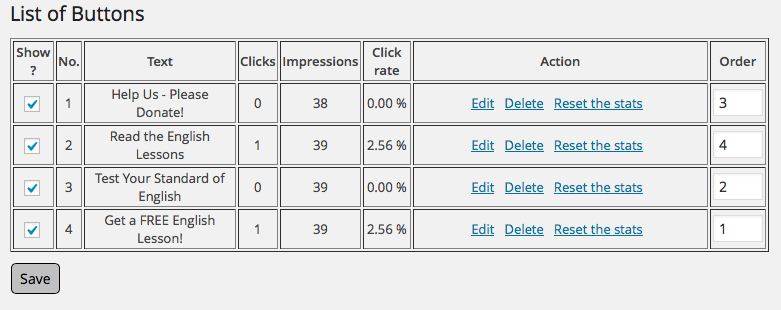 List of Buttons
Show ? No. Text Clicks Impressions Click rate Action Order
1 Help Us - Please Donate! 0 38 0.00 % Edit Delete Reset the stats 3
2 Read the English Lessons 1 39 2.56 % Edit Delete Reset the stats 4
3 Test Your Standard of English 0 39 0.00 % Edit Delete Reset the stats 2
4 Get a FREE English Lesson! 1 39 2.56 % Edit Delete Reset the stats 1
Save